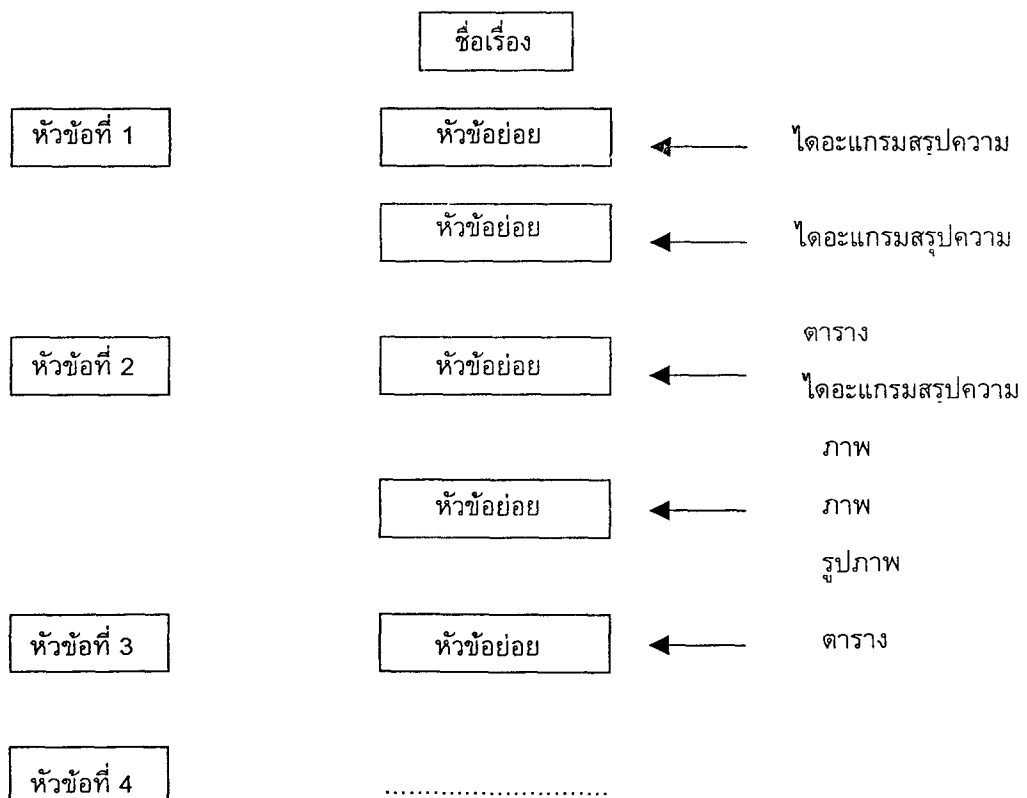 ชื่อเรื่อง
หัวข้อที่ 1 หัวข้อย่อย ไดอะแกรมสรุปความ
หัวข้อย่อย ไดอะแกรมสรุปความ
ตาราง
หัวข้อที่ 2 หัวข้อย่อย ไดอะแกรมสรุปความ
ภาพ
หัวข้อย่อย ภาพ
รูปภาพ
หัวข้อที่ 3 หัวข้อย่อย ตาราง
หัวข้อที่ 4 ............................